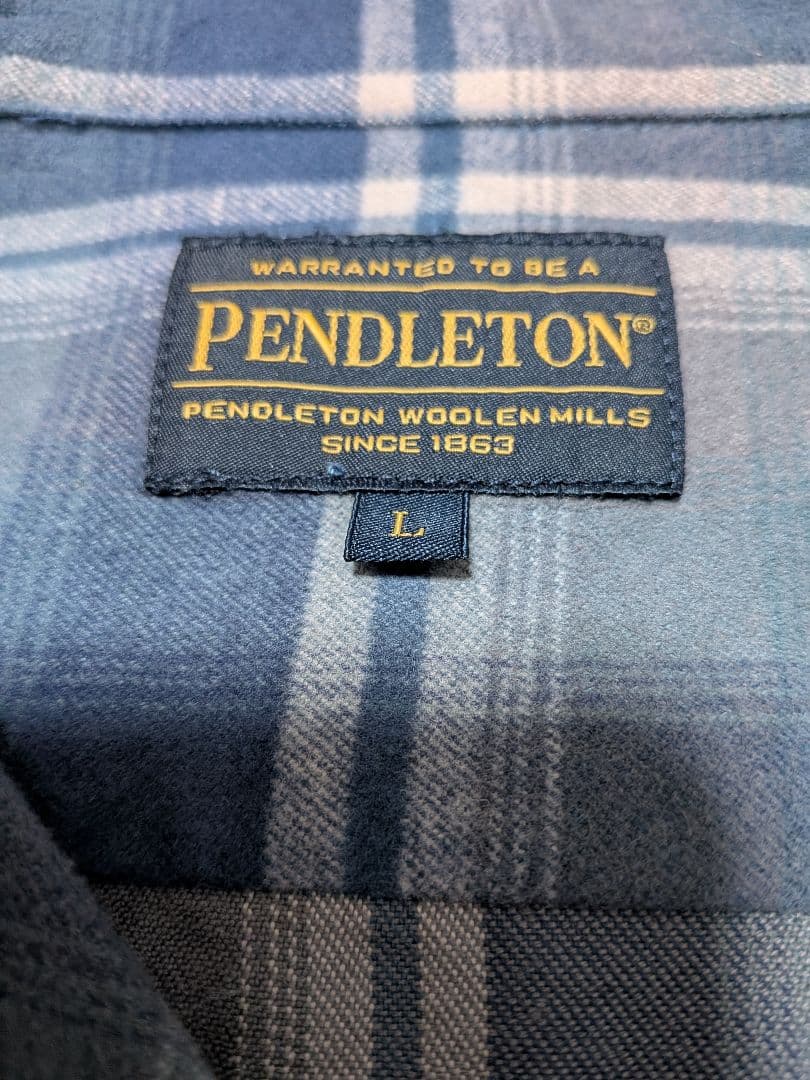 WARRANTED TO BE A
PENDLETON®
PENDLETON WOOLEN MILLS
SINCE 1863
L